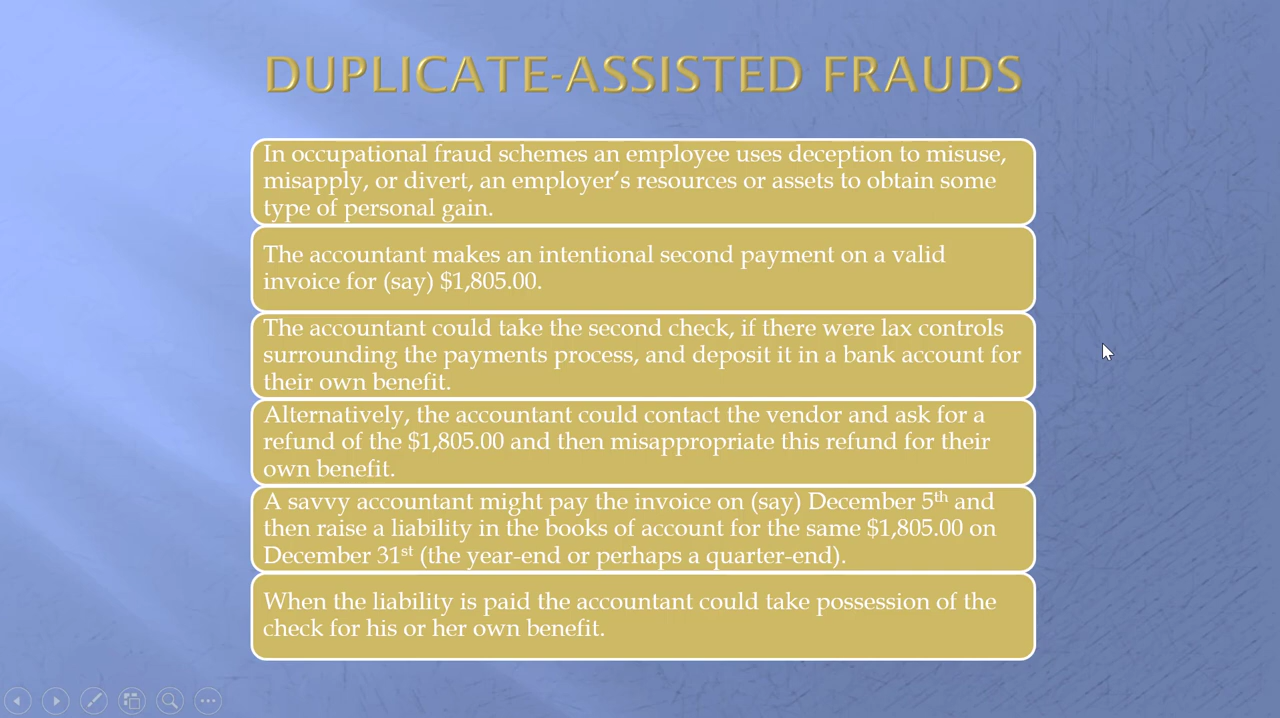 DUPLICATE-ASSISTED FRAUDS
In occupational fraud schemes an employee uses deception to misuse,
misapply, or divert, an employer’s resources or assets to obtain some
type of personal gain.
The accountant makes an intentional second payment on a valid
invoice for (say) $1,805.00.
The accountant could take the second check, if there were lax controls
surrounding the payments process, and deposit it in a bank account for
their own benefit.
Alternatively, the accountant could contact the vendor and ask for a
refund of the $1,805.00 and then misappropriate this refund for their
own benefit.
A savvy accountant might pay the invoice on (say) December 5th and
then raise a liability in the books of account for the same $1,805.00 on
December 31st (the year-end or perhaps a quarter-end).
When the liability is paid the accountant could take possession of the
check for his or her own benefit.